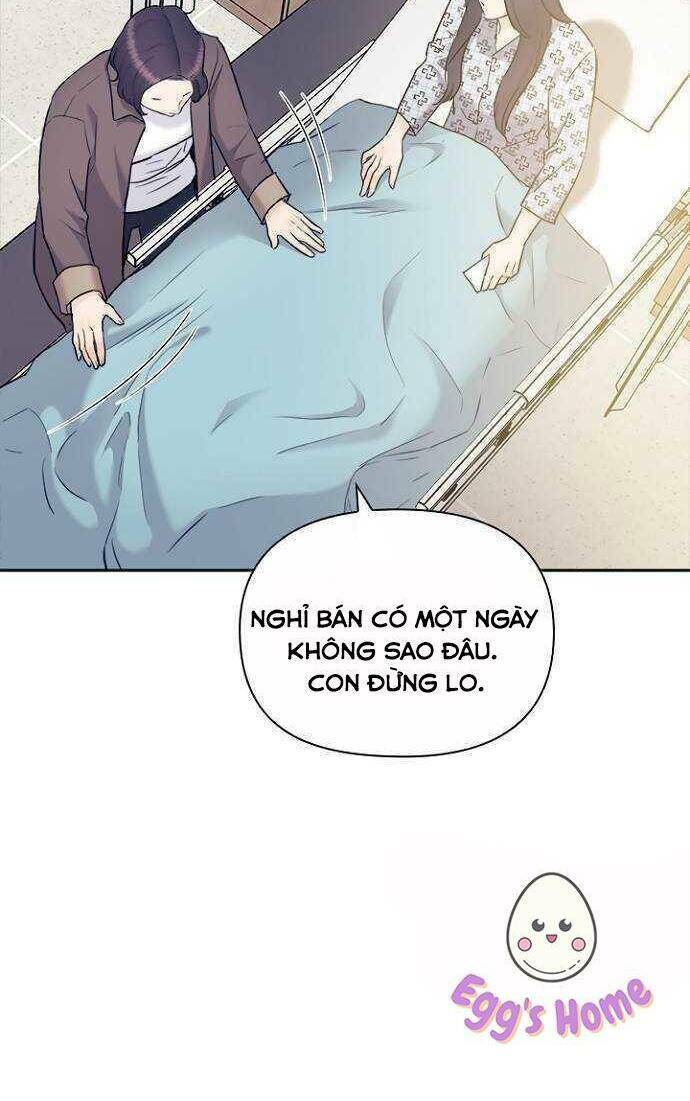 NGHỈ BÁN CÓ MỘT NGÀY
KHÔNG SAO ĐÂU.
CON ĐỪNG LO.
Egg's Home